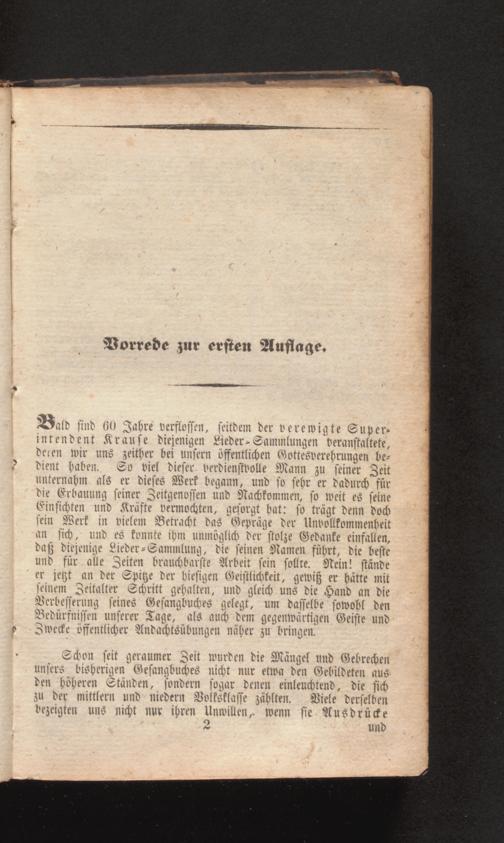 Vorrede zur ersten Auflage.
Bald sind 60 Jahre verflossen, seitdem der verewigte Super-
intendent Krause diejenigen Lieder-Sammlungen veranstaltete,
deren wir uns zeither bei unsern öffentlichen Gottesverehrungen be-
dient haben. So viel dieser verdienstvolle Mann zu seiner Zeit
unternahm als er dieses Werk begann, und so sehr er dadurch für
die Erbauung seiner Zeitgenossen und Nachkommen, so weit es seine
Einsichten und Kräfte vermochten, gesorgt hat: so trägt denn doch
sein Werk in vielem Betracht das Gepräge der Unvollkommenheit
an sich, und es konnte ihm unmöglich der stolze Gedanke einfallen,
daß diejenige Lieder-Sammlung, die seinen Namen führt, die beste
und für alle Zeiten brauchbarste Arbeit sein sollte. Nein! stände
er jetzt an der Spitze der hiesigen Geistlichkeit, gewiß er hätte mit
seinem Zeitalter Schritt gehalten, und gleich uns die Hand an die
Verbesserung seines Gesangbuches gelegt, um dasselbe sowohl den
Bedürfnissen unserer Tage, als auch dem gegenwärtigen Geiste und
Zwecke öffentlicher Andachtsübungen näher zu bringen.
Schon seit geraumer Zeit wurden die Mängel und Gebrechen
unsers bisherigen Gesangbuches nicht nur etwa den Gebildeten aus
den höheren Ständen, sondern sogar denen einleuchtend, die sich
zu der mittlern und niedern Volksklasse zählten. Viele derselben
bezeigten uns nicht nur ihren Unwillen, wenn sie Ausdrücke
2
und